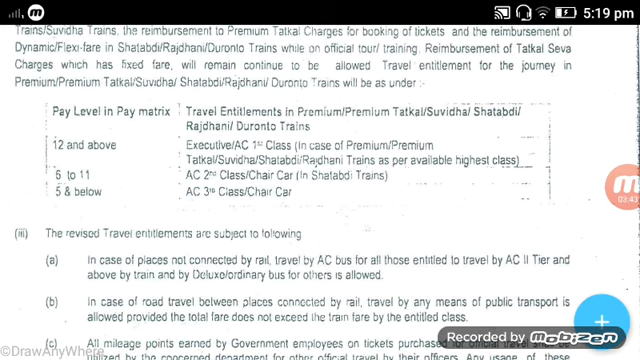 5:19 pm
Trains/Suvidha Trains, the reimbursement to Premium Tatkal Charges for booking of tickets and the reimbursement of
Dynamic/Flexi-fare in Shatabdi/Rajdhani/Duronto Trains while on official tour/ training. Reimbursement of Tatkal Seva
Charges which has fixed fare, will remain continue to be allowed Travel entitlement for the journey in
Premium/Premium Tatkal/Suvidha/ Shatabdi/Rajdhani/ Duronto Trains will be as under :-
Pay Level in Pay matrix Travel Entitlements in Premium/Premium Tatkal/Suvidha/ Shatabdi/
Rajdhani/ Duronto Trains
12 and above Executive/AC 1st Class (In case of Premium/Premium
Tatkal/Suvidha/Shatabdi/Rajdhani Trains as per available highest class)
6 to 11 AC 2nd Class/Chair Car (In Shatabdi Trains)
5 & below AC 3rd Class/Chair Car
03:43
(iii) The revised Travel entitlements are subject to following
(a) In case of places not connected by rail, travel by AC bus for all those entitled to travel by AC II Tier and
above by train and by Deluxe/ordinary bus for others is allowed.
(b) In case of road travel between places connected by rail, travel by any means of public transport is
allowed provided the total fare does not exceed the train fare by the entitled class.
(c) All mileage points earned by Government employees on tickets purchased for official travel shall be
utilized by the concerned department for other official travel by their officers. Any usage of these
©DrawAnyWhere
Recorded by Mobizen